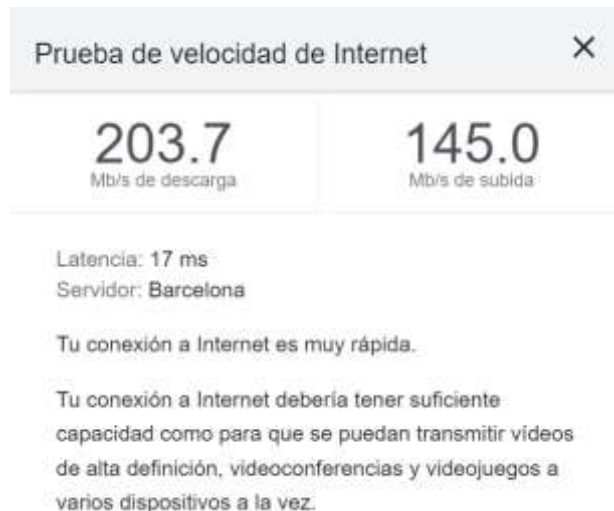 Prueba de velocidad de Internet
203.7 145.0
Mb/s de descarga Mb/s de subida
Latencia: 17 ms
Servidor: Barcelona
Tu conexión a Internet es muy rápida.
Tu conexión a Internet debería tener suficiente
capacidad como para que se puedan transmitir vídeos
de alta definición, videoconferencias y videojuegos a
varios dispositivos a la vez.